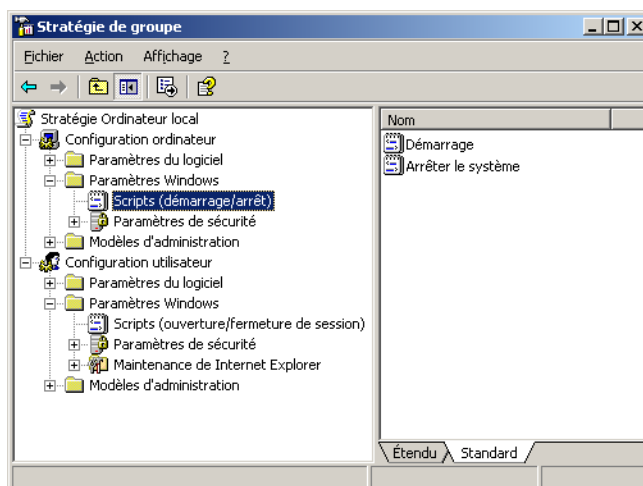 Stratégie de groupe
Fichier Action Affichage ?
Stratégie Ordinateur local
Configuration ordinateur
Paramètres du logiciel
Paramètres Windows
Scripts (démarrage/arrêt)
Paramètres de sécurité
Modèles d'administration
Configuration utilisateur
Paramètres du logiciel
Paramètres Windows
Scripts (ouverture/fermeture de session)
Paramètres de sécurité
Maintenance de Internet Explorer
Modèles d'administration
Nom
Démarrage
Arrêter le système
Étendu Standard